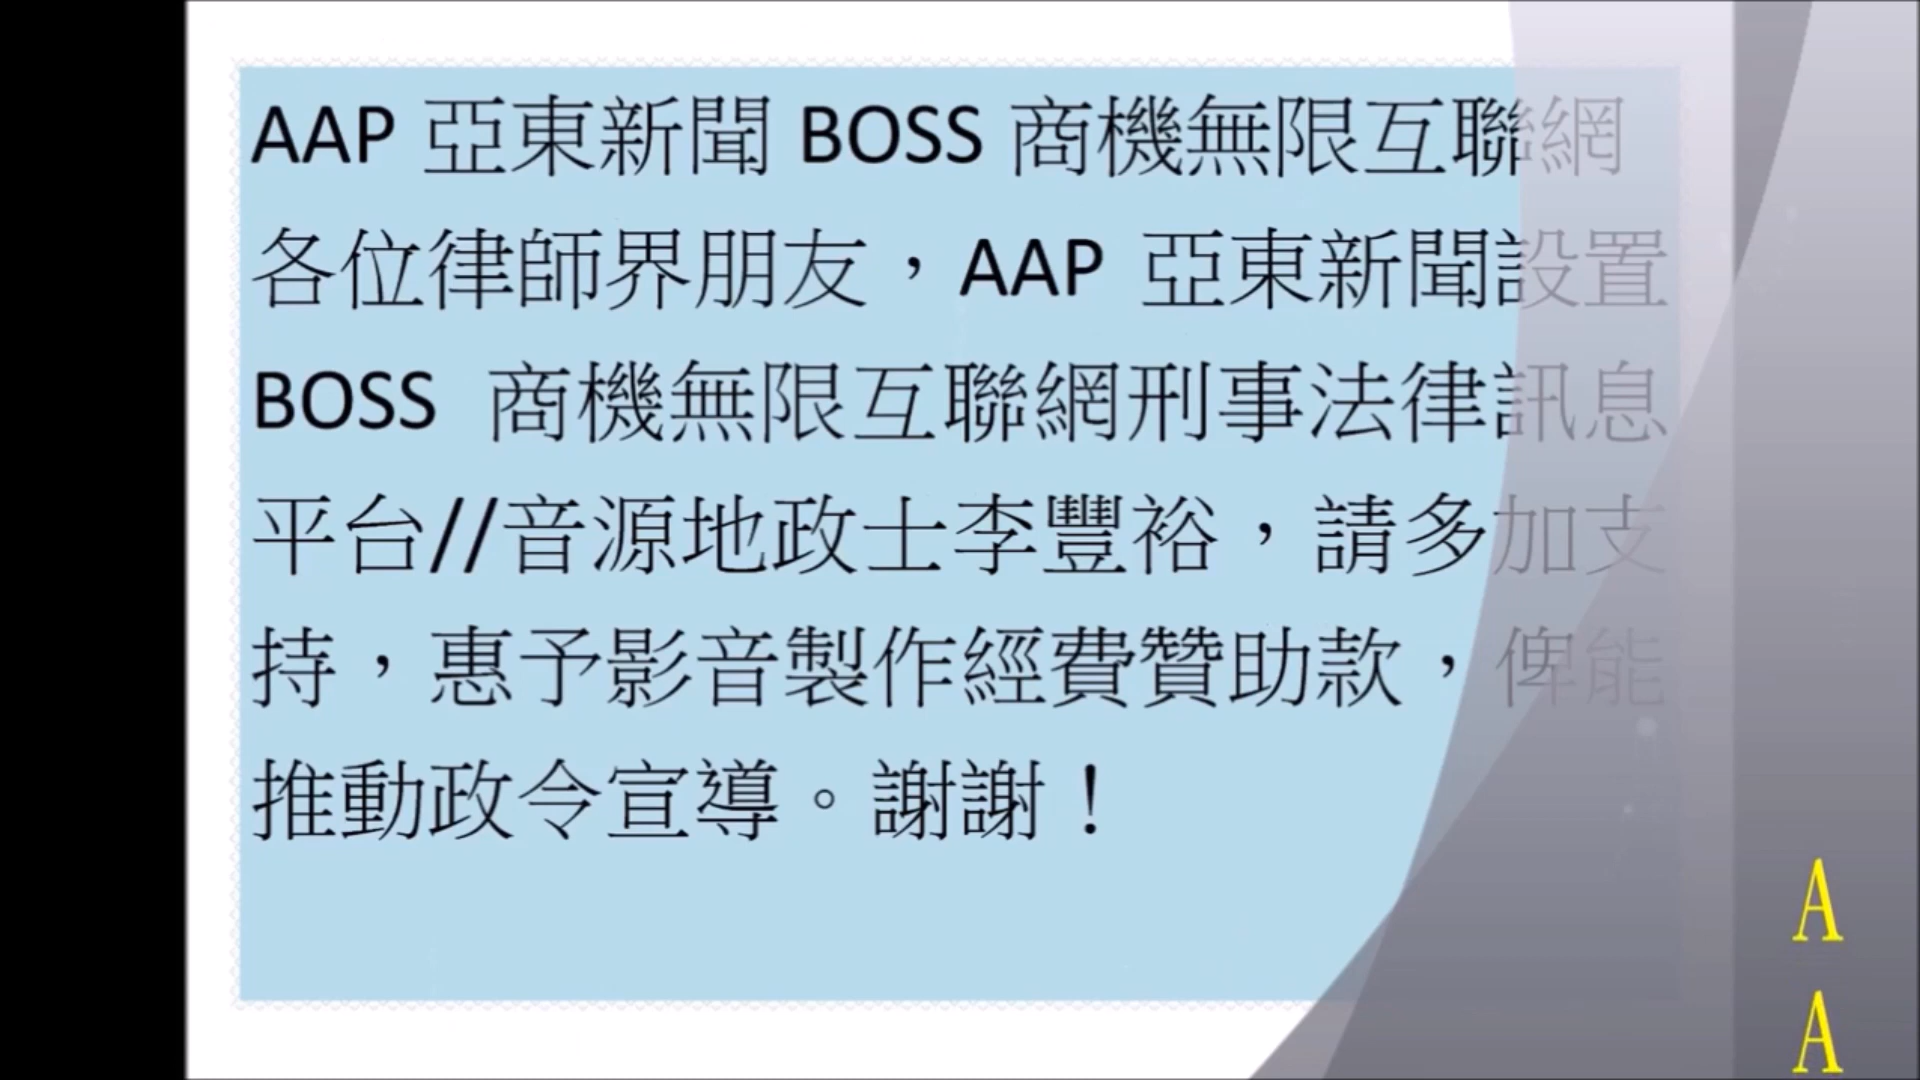 AAP 亞東新聞 BOSS 商機無限互聯網
各位律師界朋友，AAP 亞東新聞設置
BOSS 商機無限互聯網刑事法律訊息
平台//音源地政士李豐裕，請多加支
持，惠予影音製作經費贊助款，俾能
推動政令宣導。謝謝！
A
A